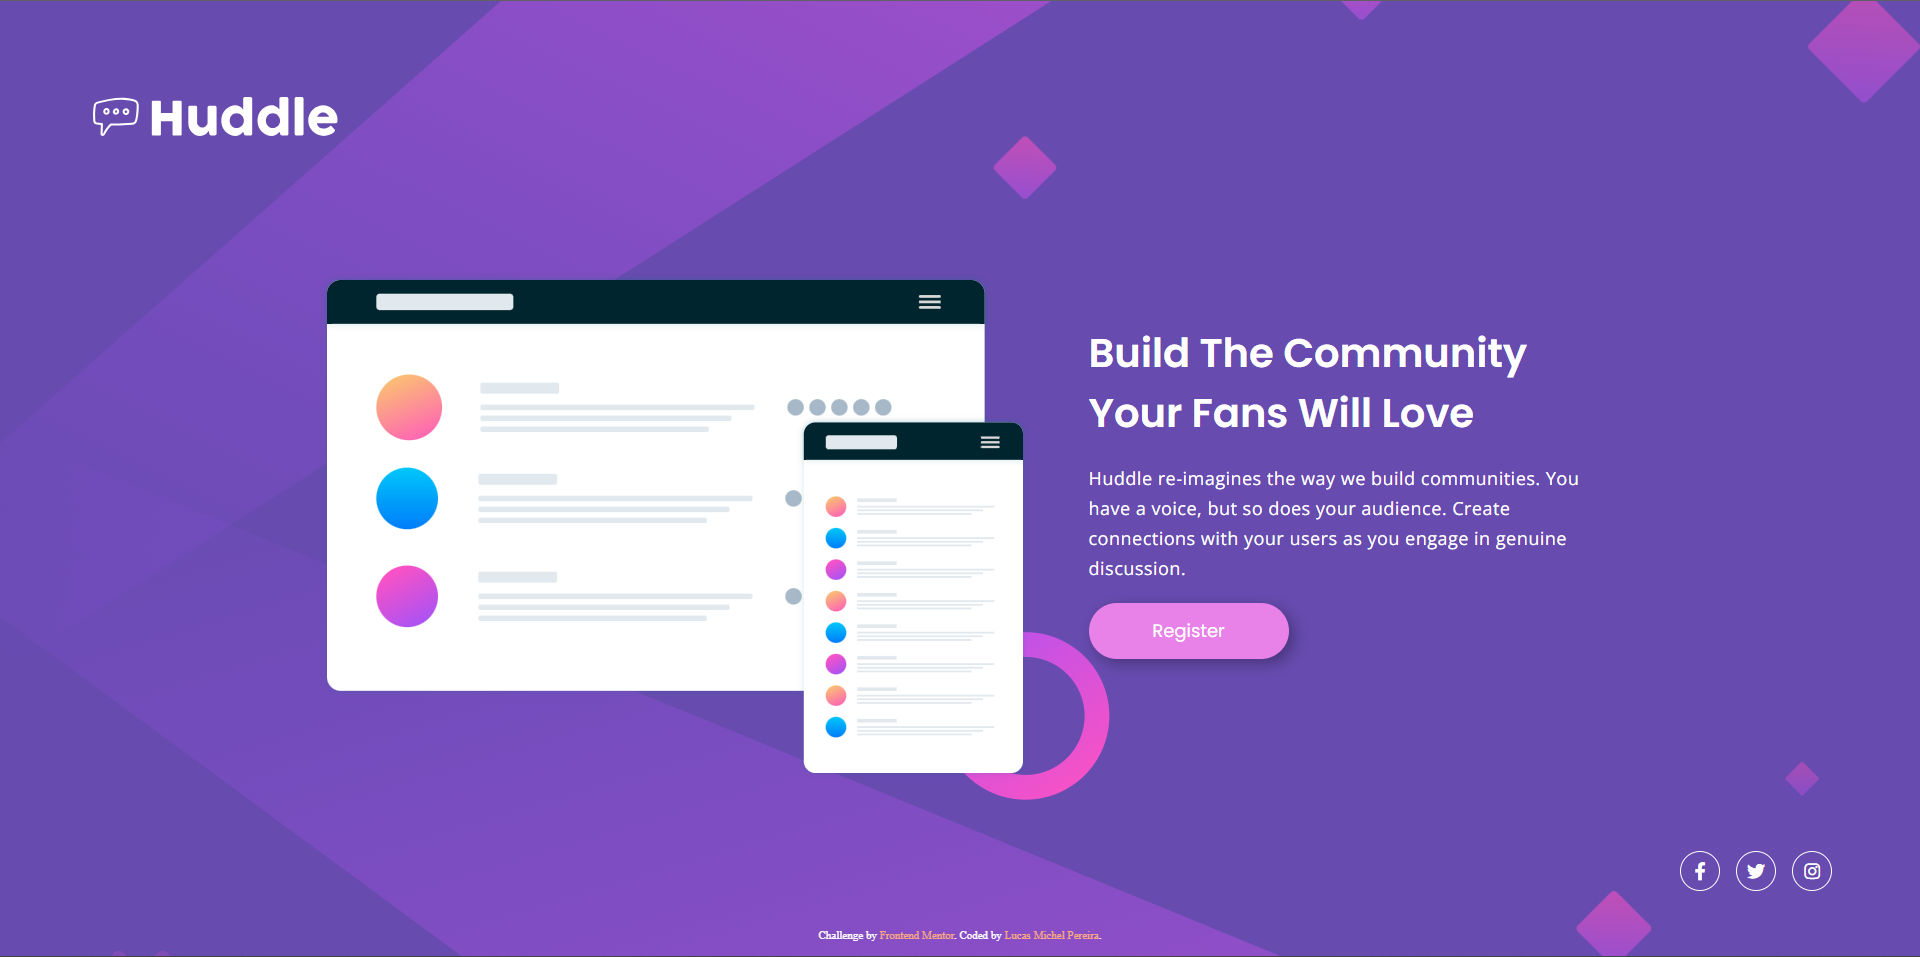 Huddle
Build The Community
Your Fans Will Love
Huddle re-imagines the way we build communities. You
have a voice, but so does your audience. Create
connections with your users as you engage in genuine
discussion.
Register
Challenge by Frontend Mentor. Coded by Lucas Michel Pereira.